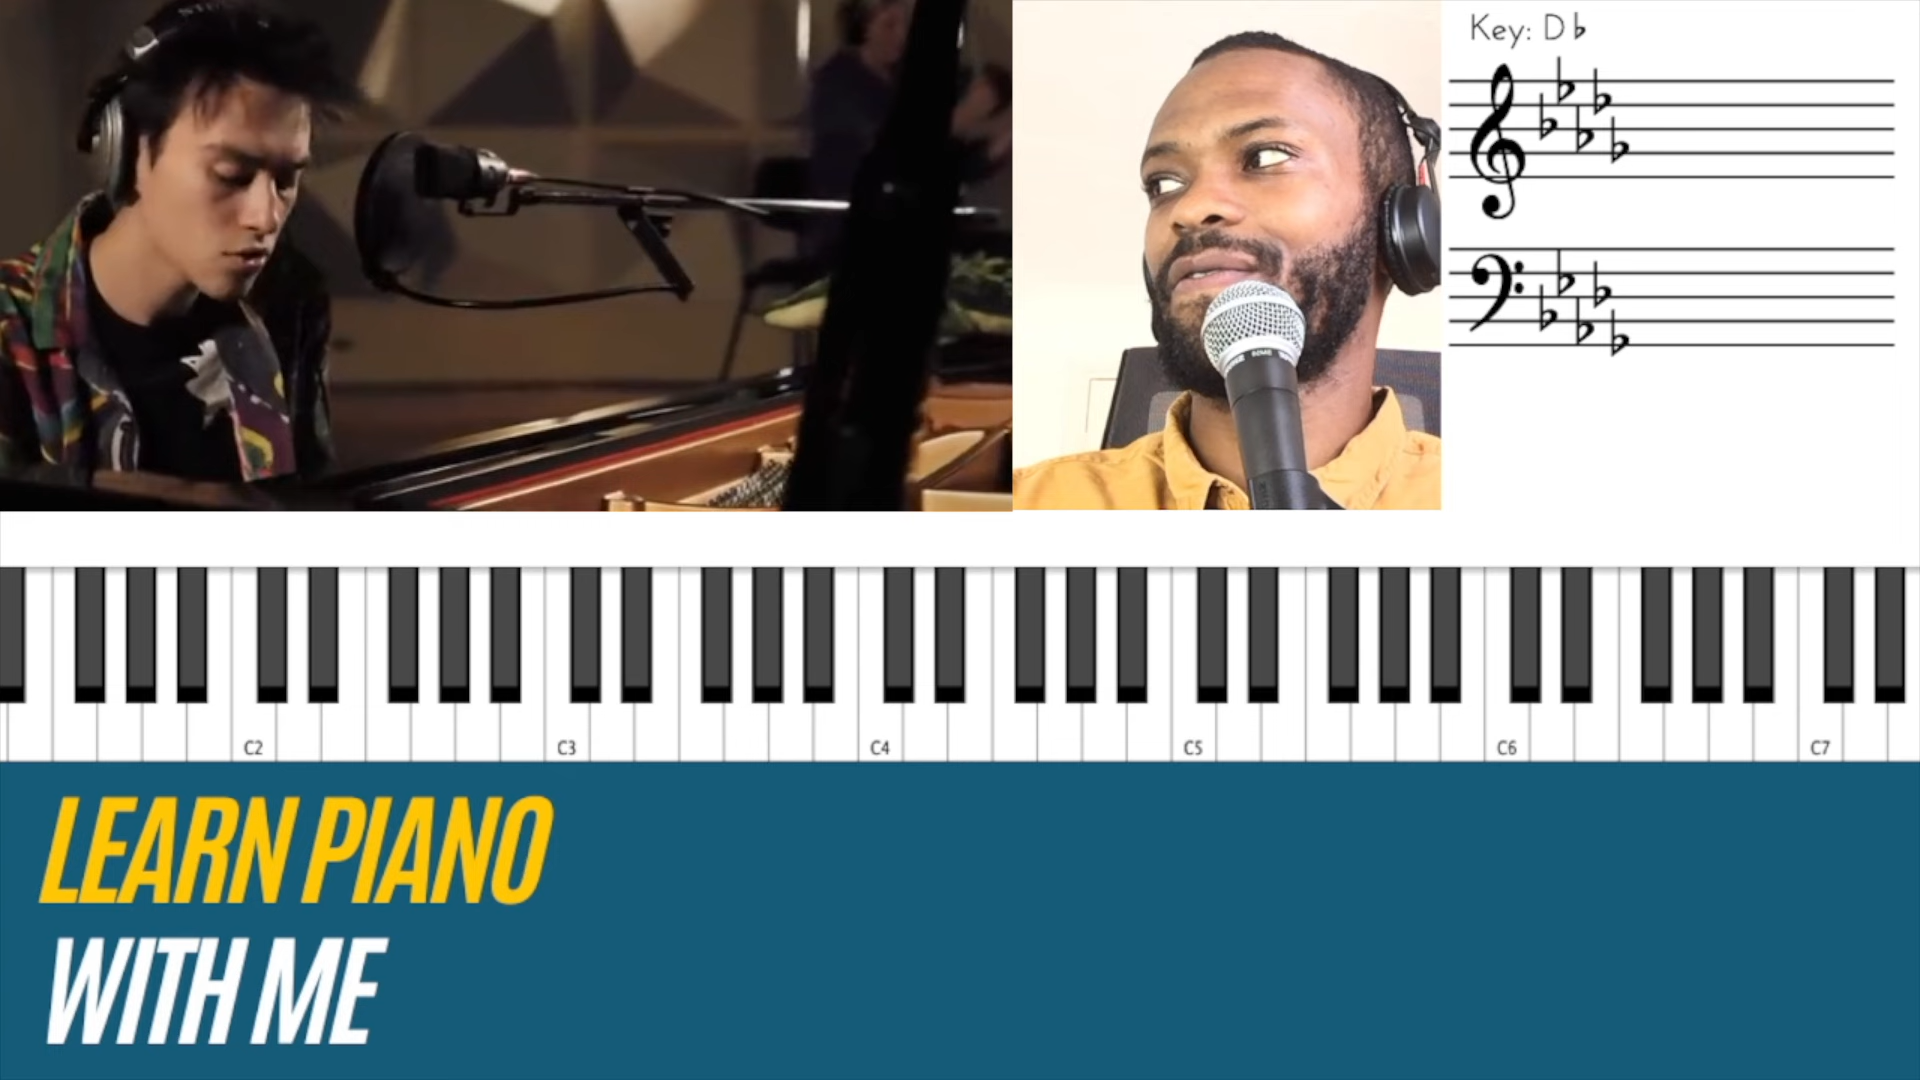 Key: D♭
C2
C3
C4
C5
C6
C7
LEARN PIANO
WITH ME